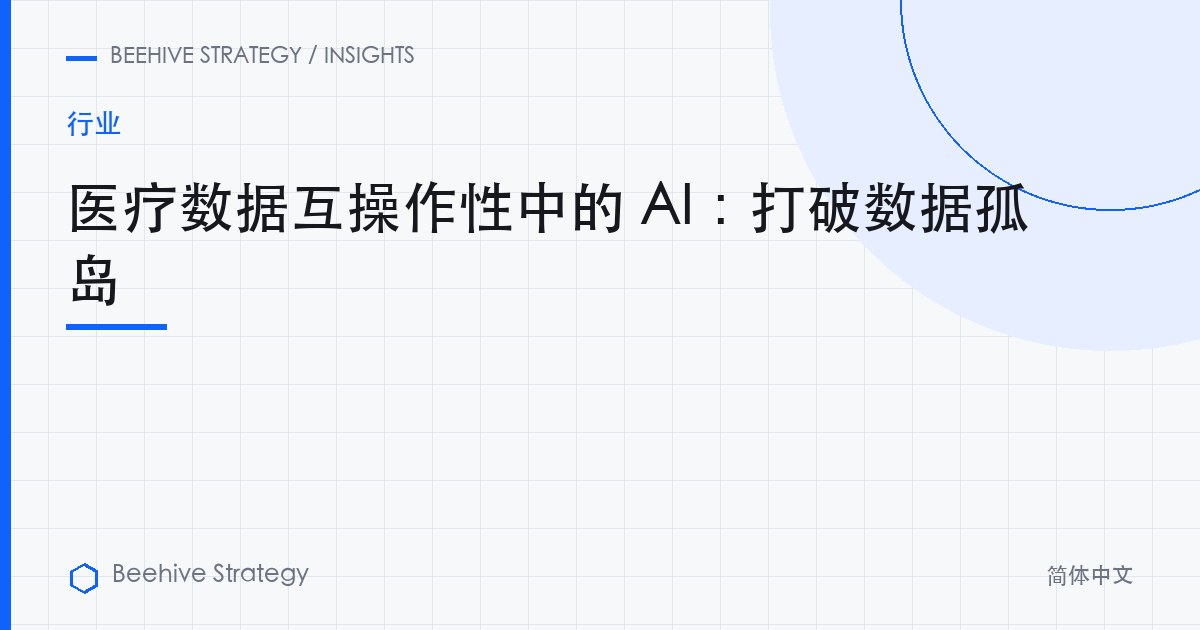 BEEHIVE STRATEGY / INSIGHTS
行业
医疗数据互操作性中的 AI：打破数据孤
岛
Beehive Strategy
简体中文